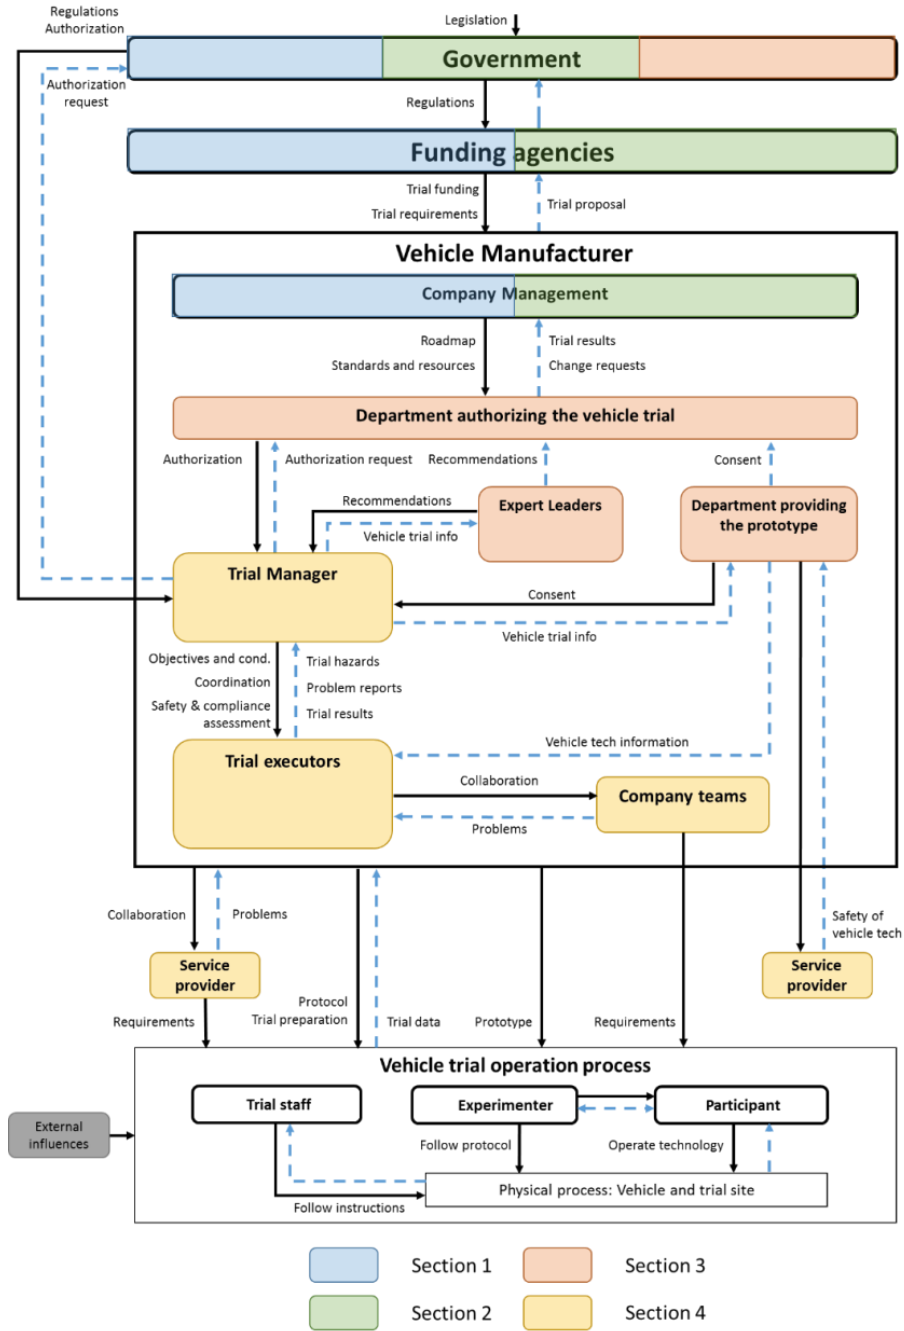 Regulations
Authorization
Legislation
Government
Authorization
request
Regulations
Funding agencies
Trial funding
Trial requirements
Trial proposal
Vehicle Manufacturer
Company Management
Roadmap
Standards and resources
Trial results
Change requests
Department authorizing the vehicle trial
Authorization
Authorization request
Recommendations
Consent
Recommendations
Vehicle trial info
Expert Leaders
Department providing
the prototype
Trial Manager
Consent
Vehicle trial info
Objectives and cond.
Coordination
Safety & compliance
assessment
Trial hazards
Problem reports
Trial results
Vehicle tech information
Trial executors
Collaboration
Company teams
Problems
Collaboration
Problems
Safety of
vehicle tech
Service
provider
Service
provider
Requirements
Protocol
Trial preparation
Trial data
Prototype
Requirements
Vehicle trial operation process
Trial staff
Experimenter
Participant
External
influences
Follow protocol
Operate technology
Physical process: Vehicle and trial site
Follow instructions
Section 1
Section 3
Section 2
Section 4